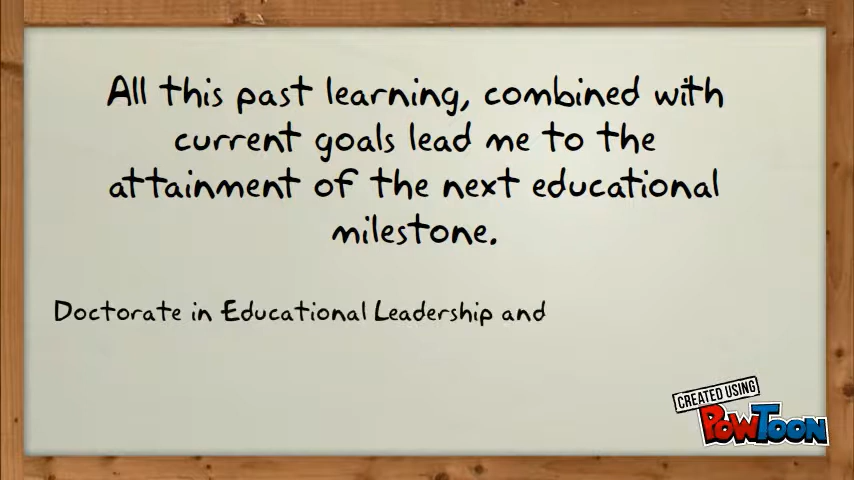 All this past learning, combined with
current goals lead me to the
attainment of the next educational
milestone.
Doctorate in Educational Leadership and
CREATED USING
POWTOON